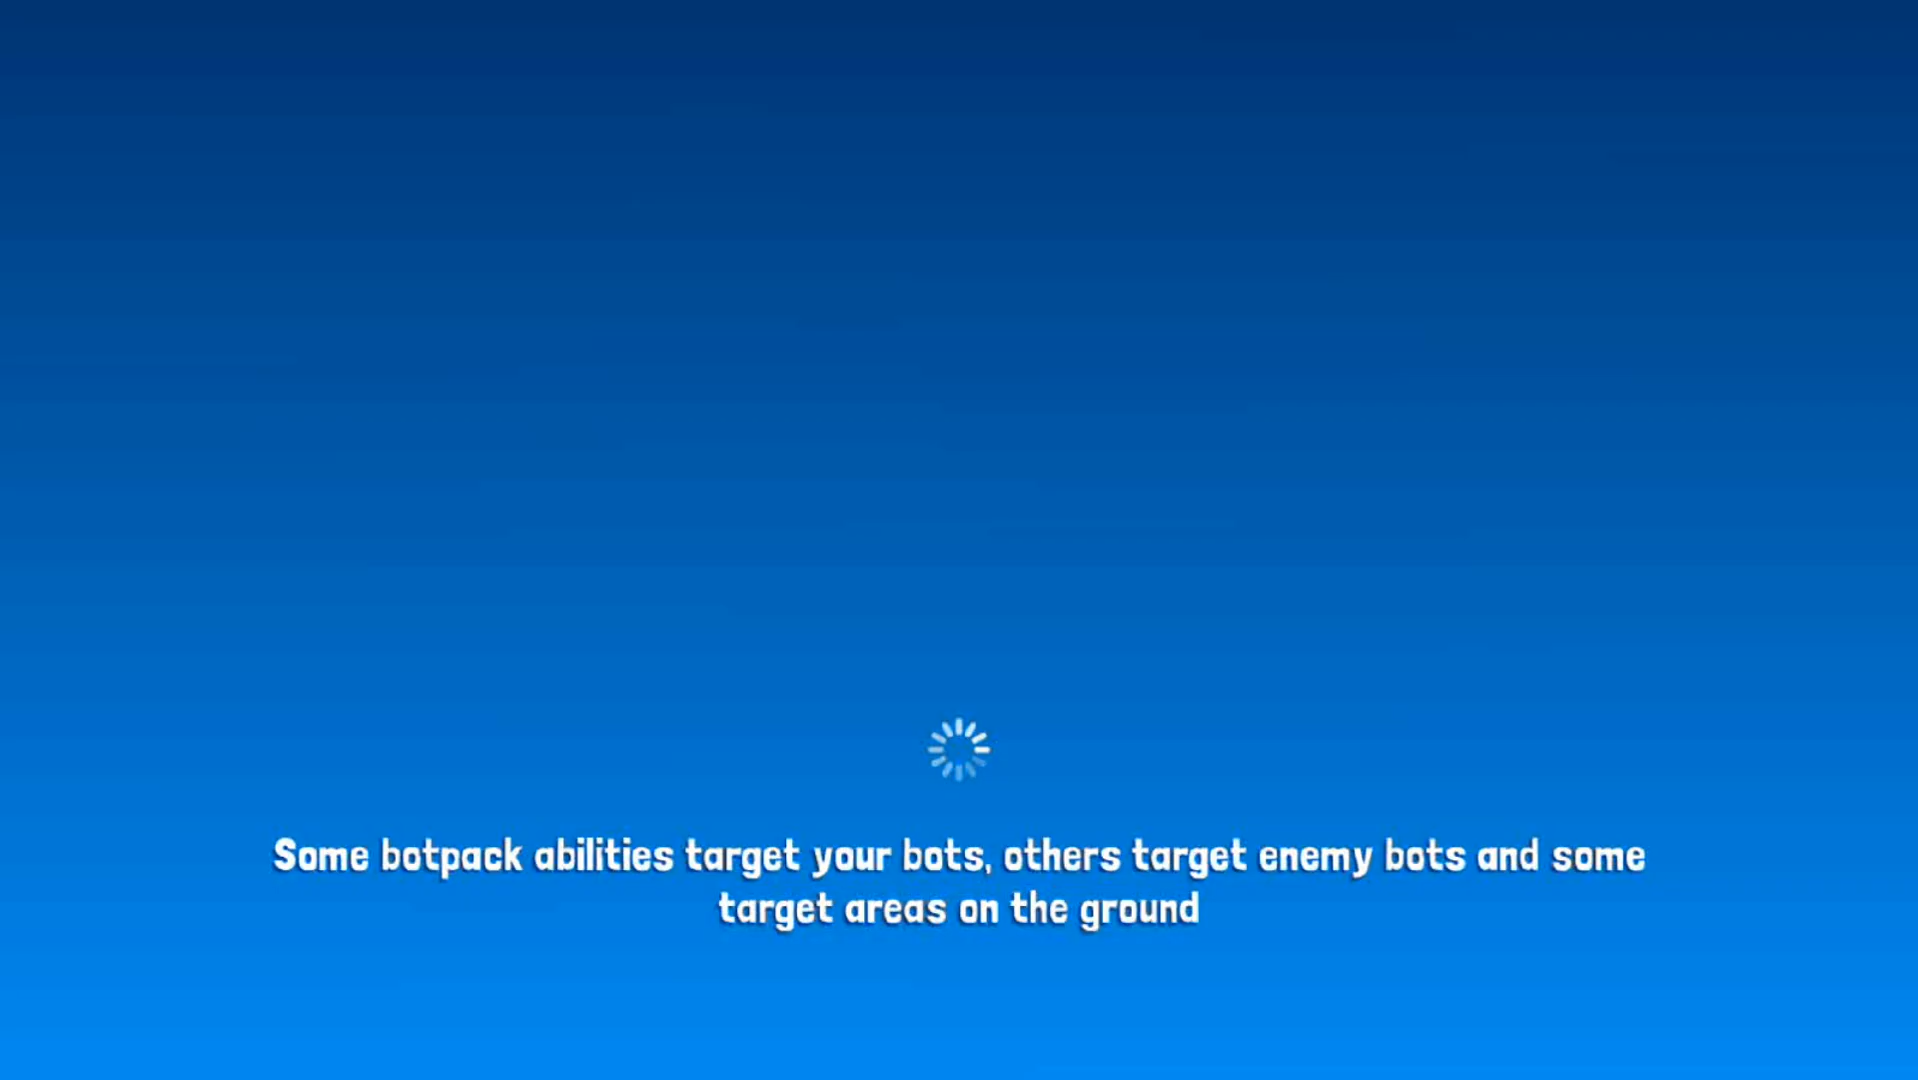 Some botpack abilities target your bots, others target enemy bots and some
target areas on the ground